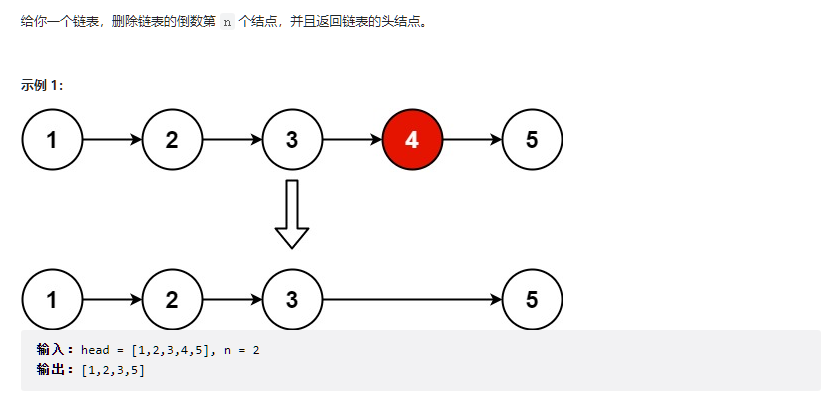 给你一个链表，删除链表的倒数第 n 个结点，并且返回链表的头结点。
示例 1：
1 2 3 4 5
1 2 3 5
输入：head = [1,2,3,4,5], n = 2
输出：[1,2,3,5]